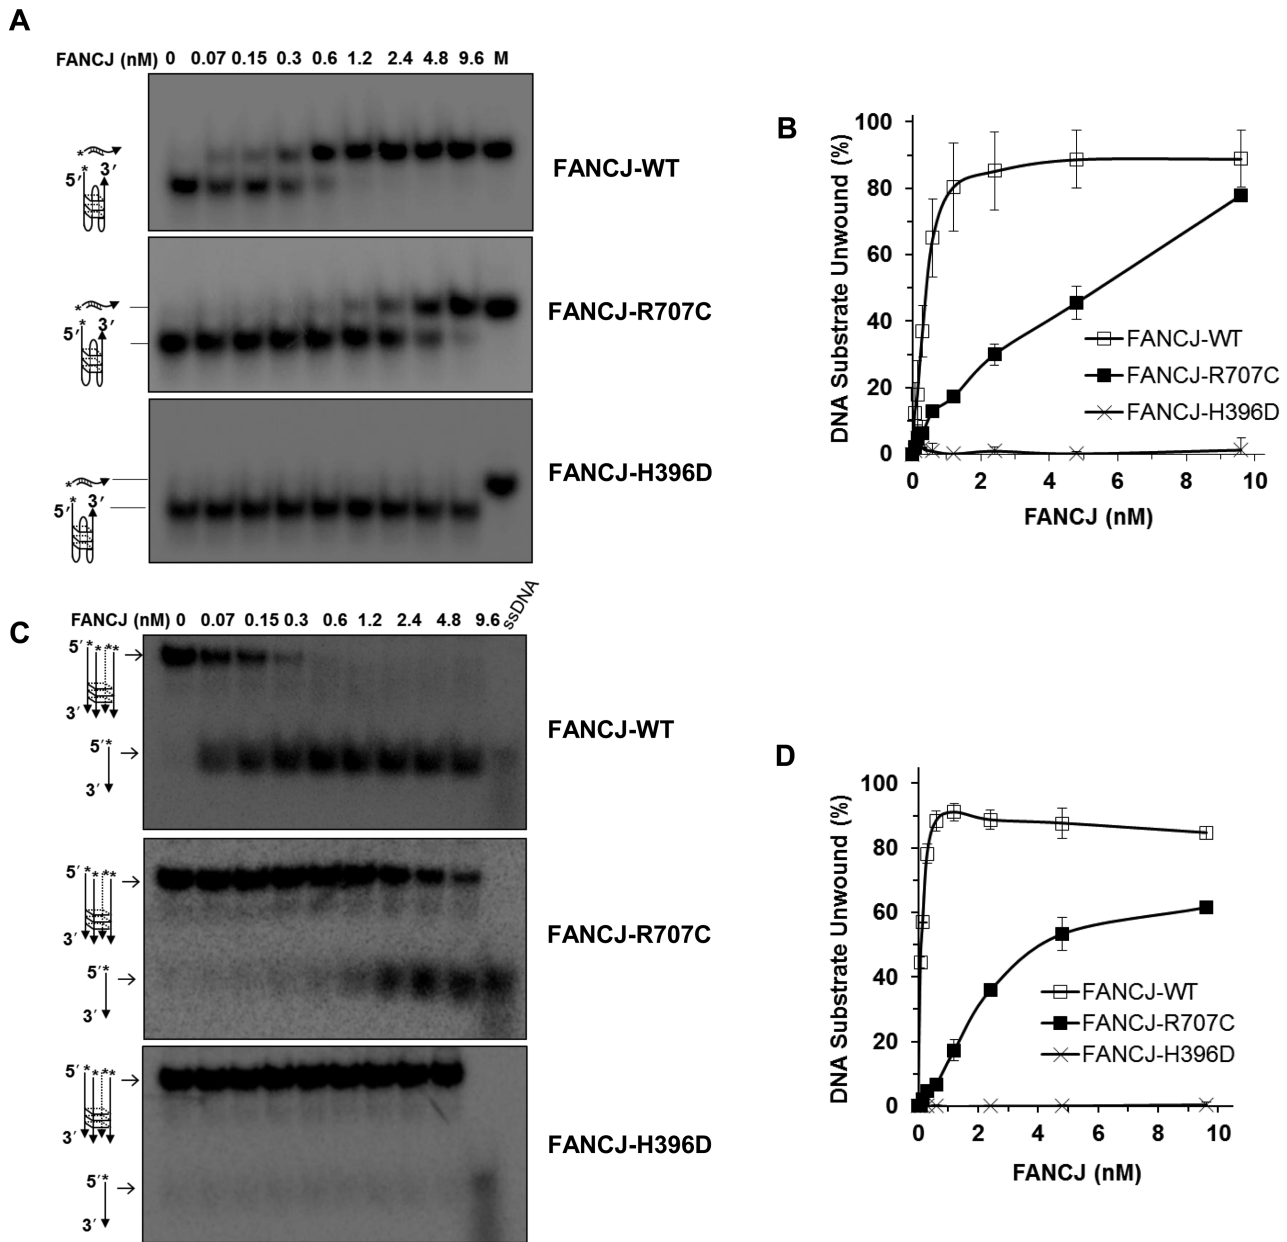 A
FANCJ (nM) 0 0.07 0.15 0.3 0.6 1.2 2.4 4.8 9.6 M
* 
5′ * 3′
FANCJ-WT
*
5′ * 3′
FANCJ-R707C
*
5′ * 3′
FANCJ-H396D
B
DNA Substrate Unwound (%)
100
80
60
40
20
0
0 2 4 6 8 10
FANCJ (nM)
FANCJ-WT
FANCJ-R707C
FANCJ-H396D
C
FANCJ (nM) 0 0.07 0.15 0.3 0.6 1.2 2.4 4.8 9.6 ssDNA
5′* * **
3′
5′*
3′
FANCJ-WT
5′* * **
3′
5′*
3′
FANCJ-R707C
5′* * **
3′
5′*
3′
FANCJ-H396D
D
DNA Substrate Unwound (%)
100
80
60
40
20
0
0 2 4 6 8 10
FANCJ (nM)
FANCJ-WT
FANCJ-R707C
FANCJ-H396D